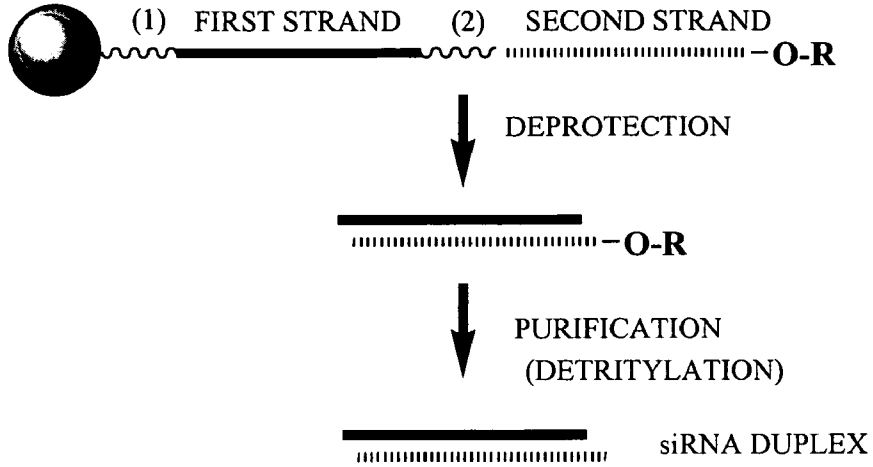 (1) FIRST STRAND (2) SECOND STRAND
O-R
DEPROTECTION
O-R
PURIFICATION
(DETRITYLATION)
siRNA DUPLEX